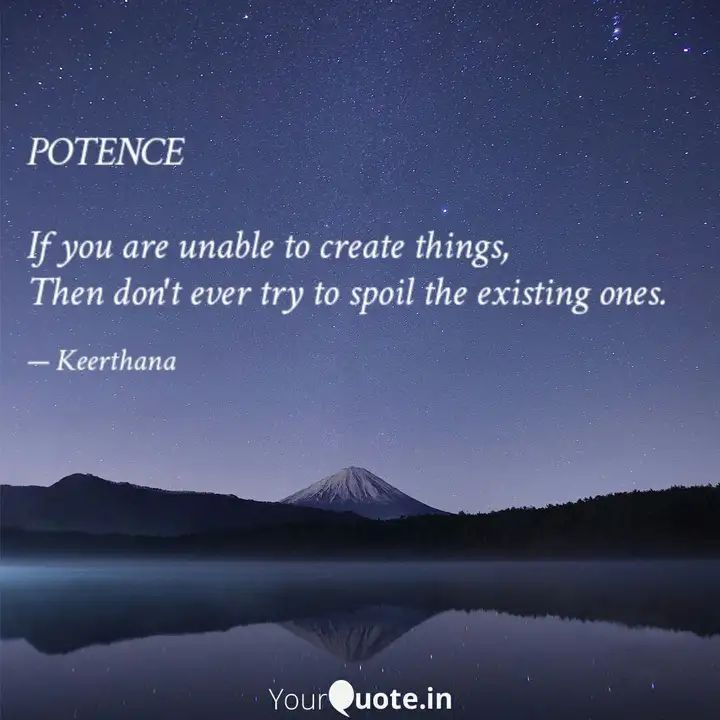 POTENCE
If you are unable to create things,
Then don't ever try to spoil the existing ones.
— Keerthana
YourQuote.in